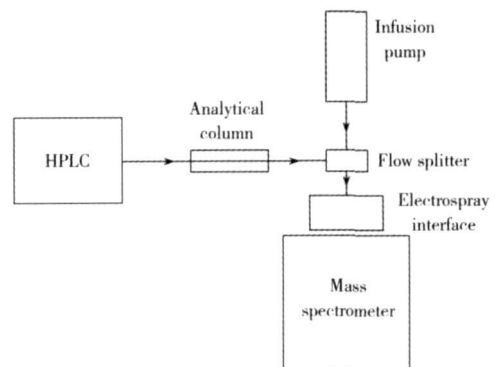 Infusion
pump
Analytical
column
HPLC
Flow splitter
Electrospray
interface
Mass
spectrometer